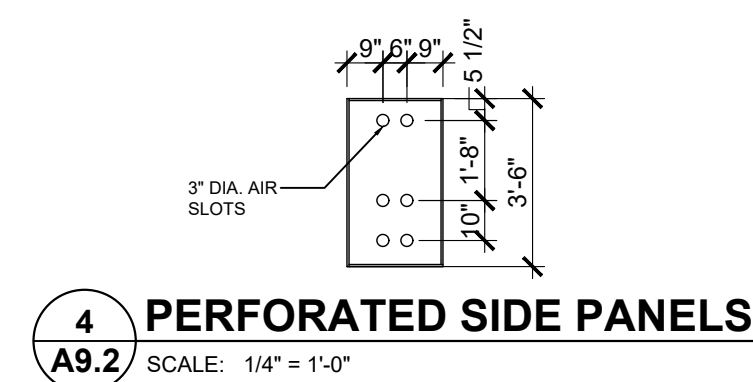 9" 6" 9"
5 1/2"
1'-8"
10"
3'-6"
3" DIA. AIR
SLOTS
4
A9.2
PERFORATED SIDE PANELS
SCALE: 1/4" = 1'-0"